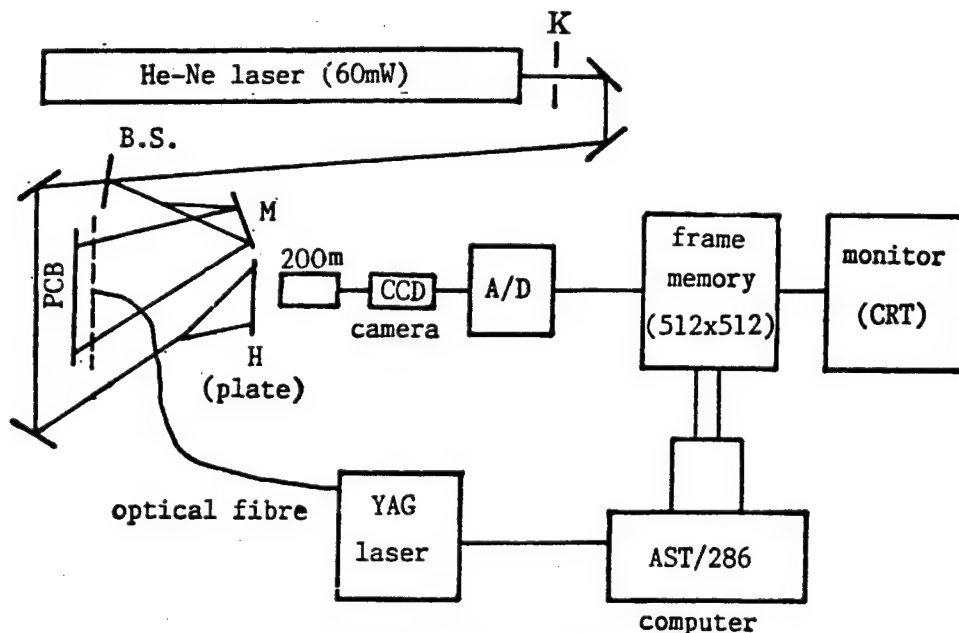 K
He-Ne laser (60mW)
B.S.
M
PCB
200m
CCD
camera
A/D
frame
memory
(512x512)
monitor
(CRT)
H
(plate)
optical fibre
YAG
laser
AST/286
computer